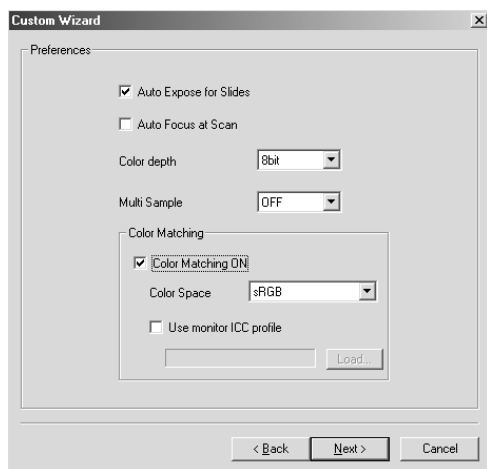 Custom Wizard
Preferences
Auto Expose for Slides
Auto Focus at Scan
Color depth 8bit
Multi Sample OFF
Color Matching
Color Matching ON
Color Space sRGB
Use monitor ICC profile
Load...
< Back Next > Cancel